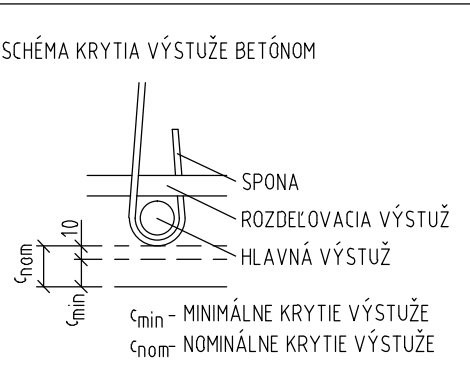 SCHÉMA KRYTIA VÝSTUŽE BETÓNOM
SPONA
ROZDEĽOVACIA VÝSTUŽ
HLAVNÁ VÝSTUŽ
10
cnom
cmin
cmin - MINIMÁLNE KRYTIE VÝSTUŽE
cnom- NOMINÁLNE KRYTIE VÝSTUŽE